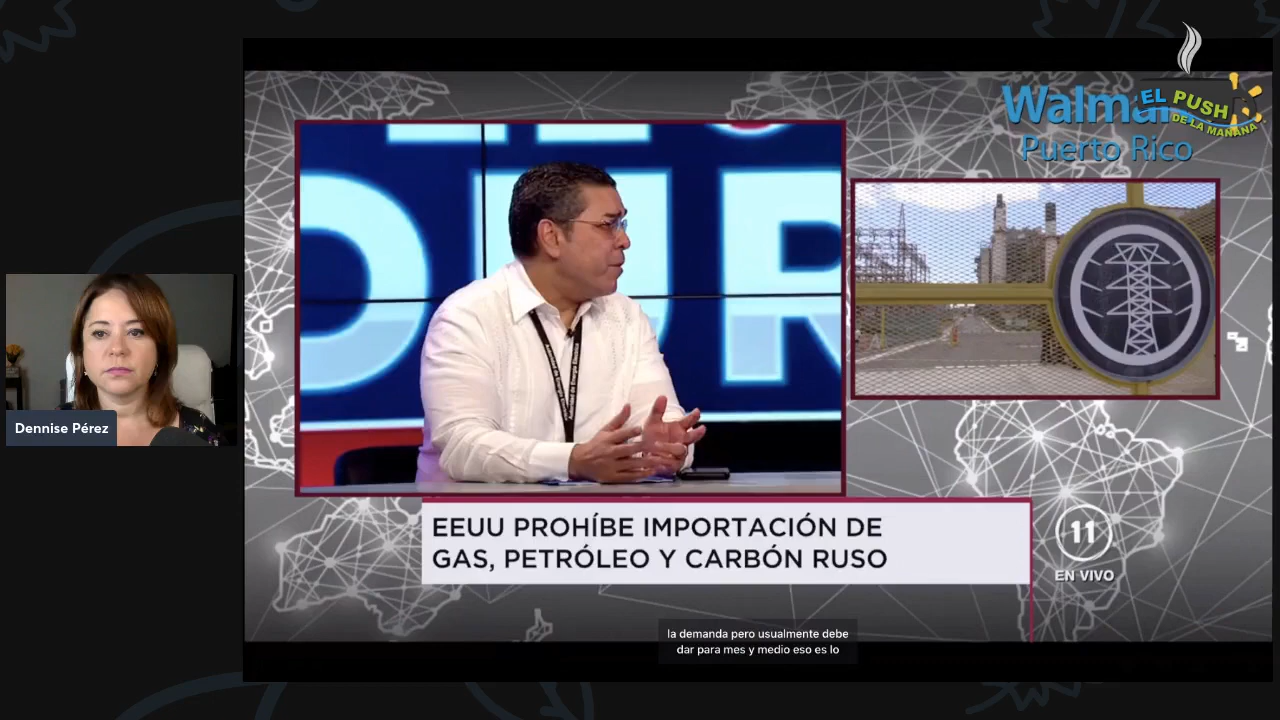 Walma
Puerto Rico
EL PUSH
DE LA MAÑANA
Dennise Pérez
EEUU PROHÍBE IMPORTACIÓN DE
GAS, PETRÓLEO Y CARBÓN RUSO
11
EN VIVO
la demanda pero usualmente debe
dar para mes y medio eso es lo